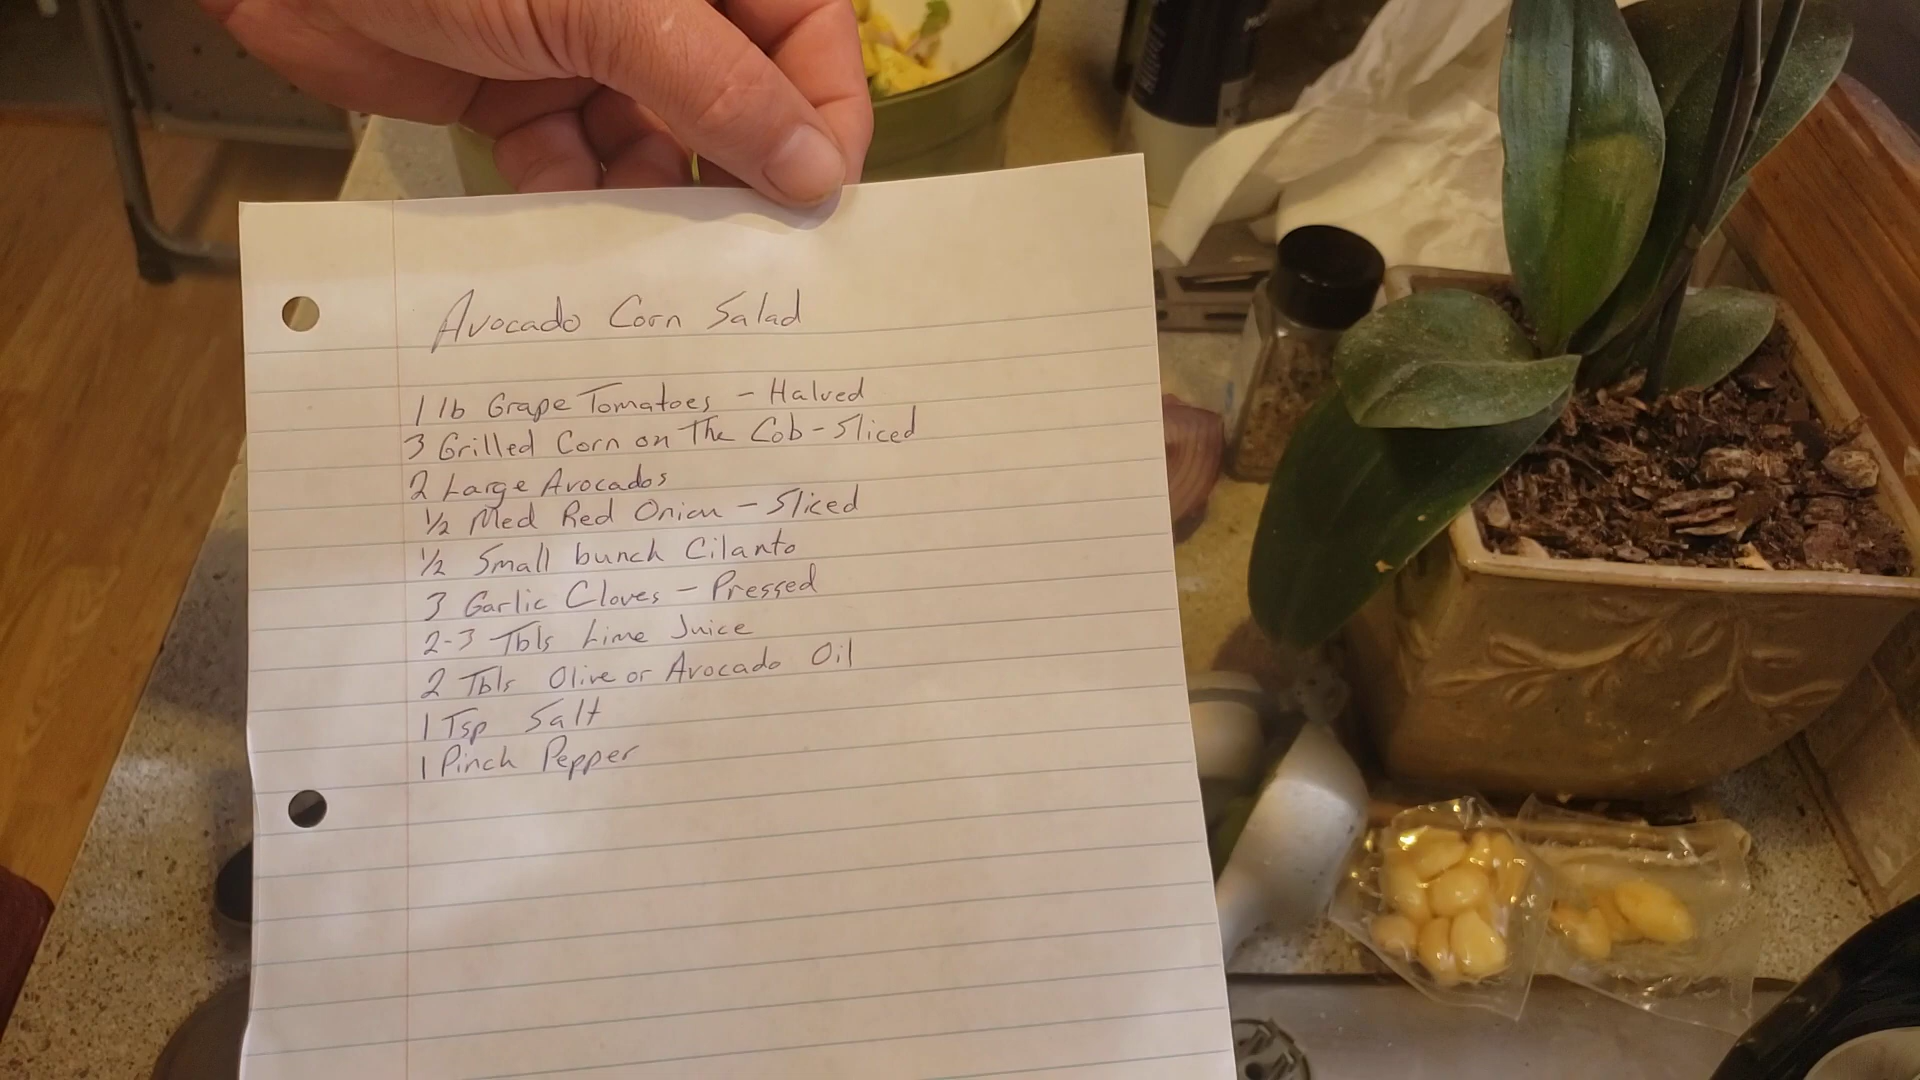 Avocado Corn Salad
1 lb Grape Tomatoes - Halved
3 Grilled Corn on The Cob - Sliced
2 Large Avocados
1/2 Med Red Onion - Sliced
1/2 Small bunch Cilanto
3 Garlic Cloves - Pressed
2-3 Tbls Lime Juice
2 Tbls Olive or Avocado Oil
1 Tsp Salt
1 Pinch Pepper